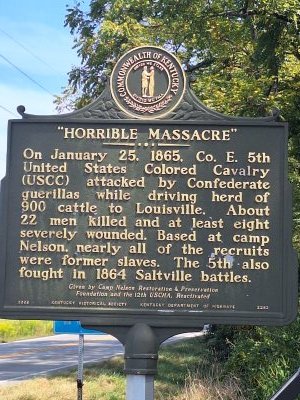 COMMONWEALTH OF KENTUCKY
"HORRIBLE MASSACRE"
On January 25, 1865, Co. E. 5th
United States Colored Cavalry
(USCC) attacked by Confederate
guerillas while driving herd of
900 cattle to Louisville. About
22 men killed and at least eight
severely wounded. Based at camp
Nelson, nearly all of the recruits
were former slaves. The 5th also
fought in 1864 Saltville battles.
Given by Camp Nelson Restoration & Preservation
Foundation and the 12th USCHA, Reactivated
KENTUCKY HISTORICAL SOCIETY KENTUCKY DEPARTMENT OF HIGHWAYS